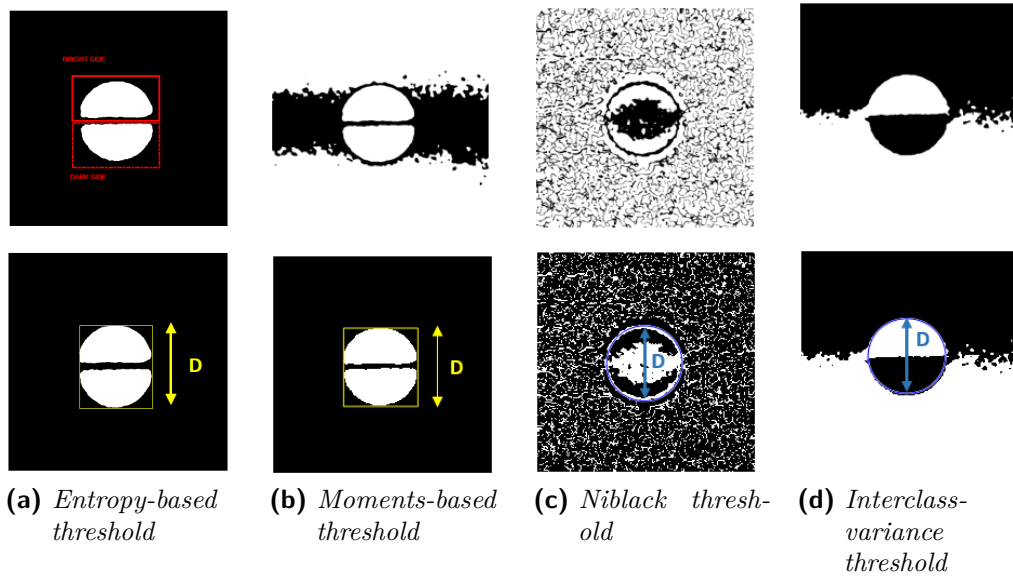 BRIGHT SIDE
DARK SIDE
D
D
D
D
(a) Entropy-based
threshold
(b) Moments-based
threshold
(c) Niblack thresh-
old
(d) Interclass-
variance
threshold